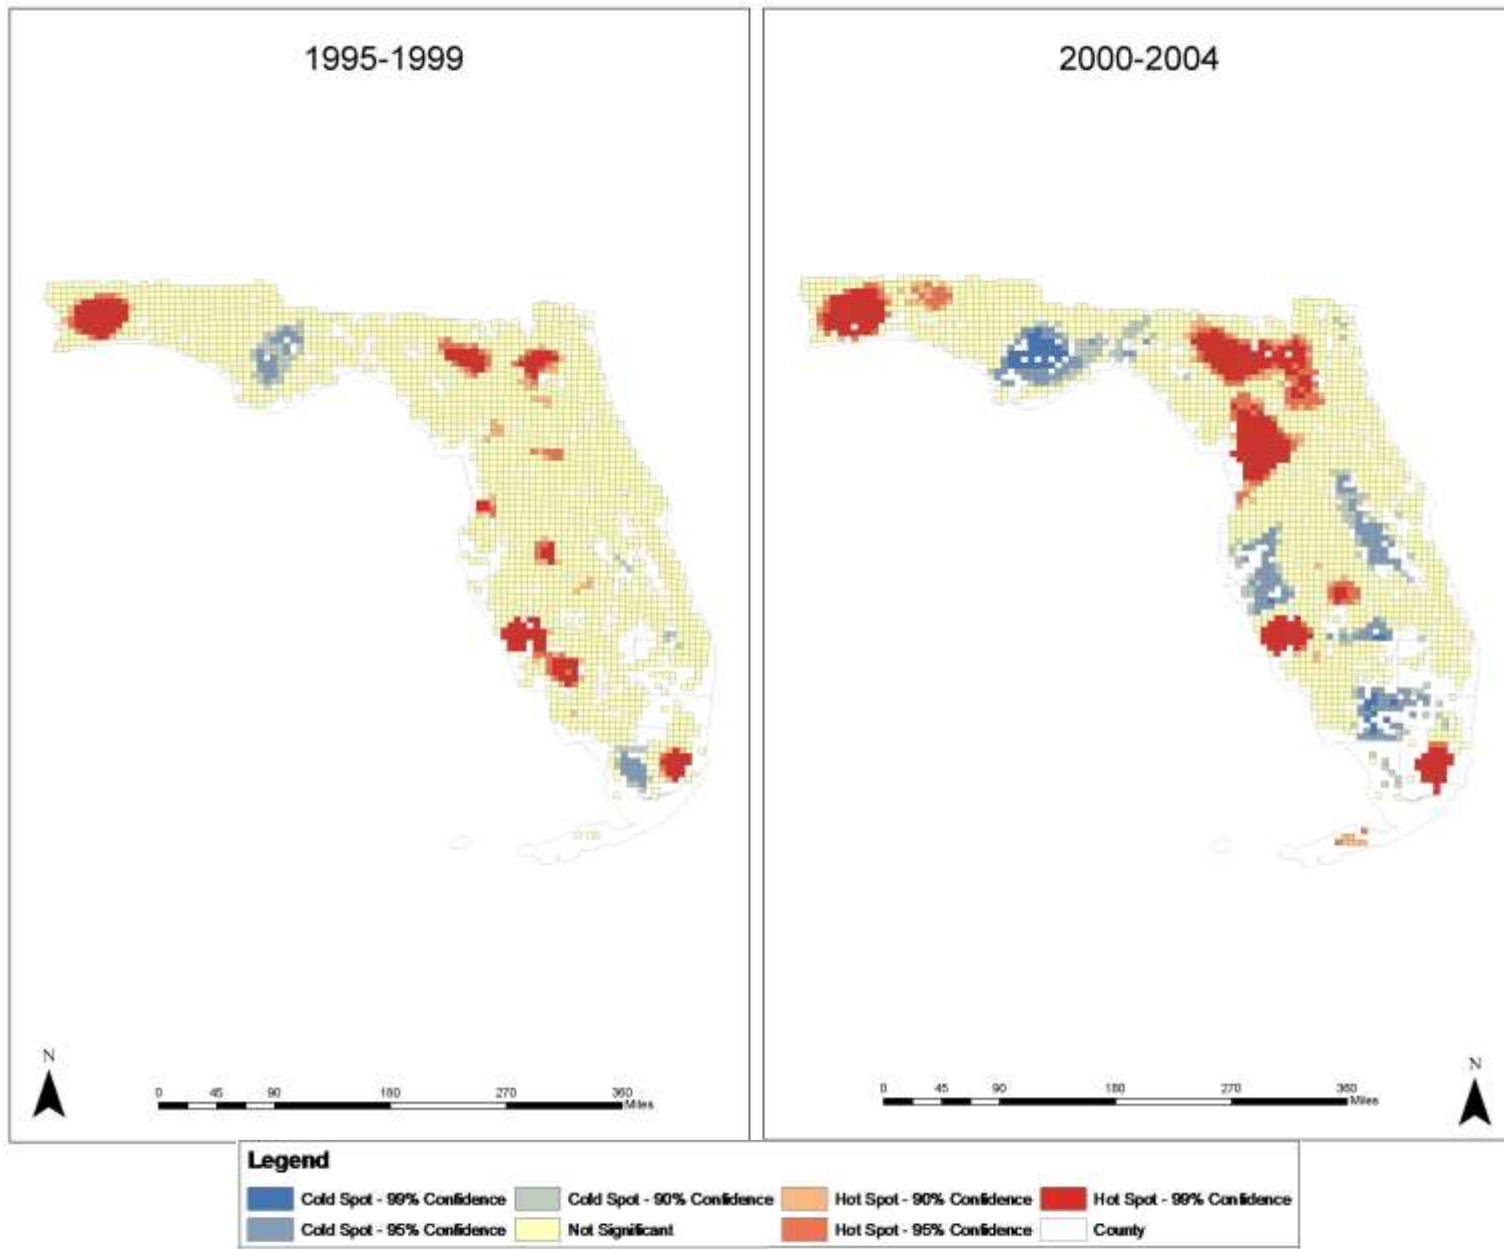 1995-1999
2000-2004
N
0 45 90 180 270 360
Miles
0 45 90 180 270 360
Miles
N
Legend
Cold Spot - 99% Confidence
Cold Spot - 90% Confidence
Hot Spot - 90% Confidence
Hot Spot - 99% Confidence
Cold Spot - 95% Confidence
Not Significant
Hot Spot - 95% Confidence
County